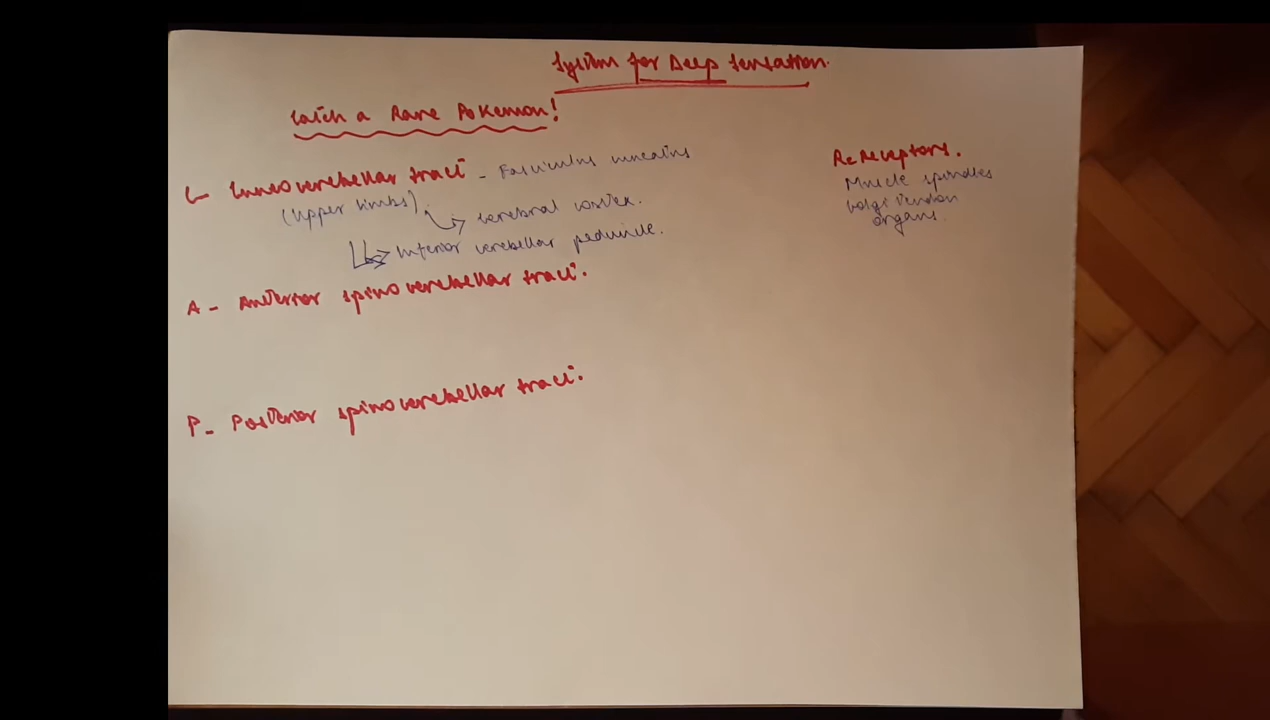 System for Deep Sensation.
Catch a Rare Pokemon!
C- Cuneocerebellar tract - Fasciculus cuneatus
(Upper limbs)
cerebral cortex.
Inferior cerebellar peduncle.
A - Anterior spinocerebellar tract.
P- Posterior spinocerebellar tract.
R- Receptors.
Muscle spindles
Golgi tendon
organs.